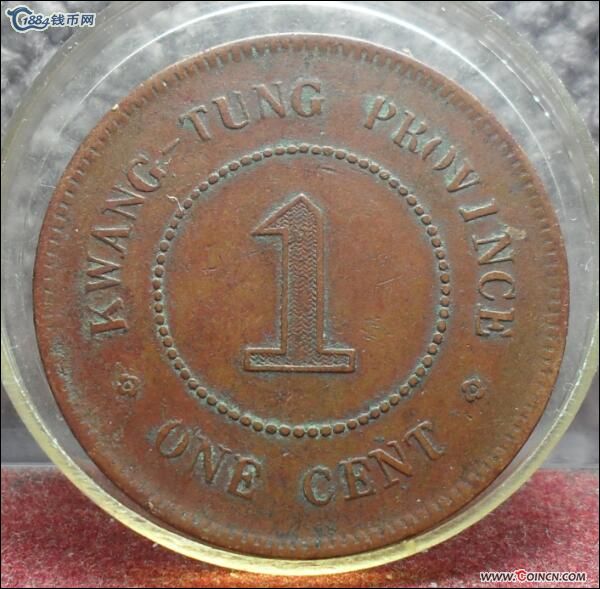 1884钱币网
KWANG-TUNG PROVINCE
1
ONE CENT
WWW.COINCN.COM